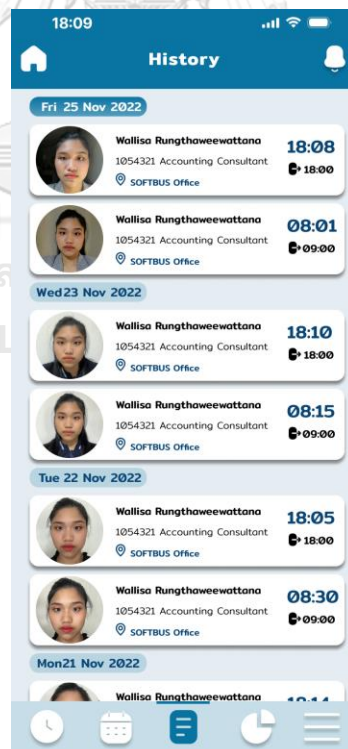 18:09
History
Fri 25 Nov 2022
Wallisa Rungthaweewattana
18:08
1054321 Accounting Consultant
18:00
SOFTBUS Office
Wallisa Rungthaweewattana
08:01
1054321 Accounting Consultant
09:00
SOFTBUS Office
Wed23 Nov 2022
Wallisa Rungthaweewattana
18:10
1054321 Accounting Consultant
18:00
SOFTBUS Office
Wallisa Rungthaweewattana
08:15
1054321 Accounting Consultant
09:00
SOFTBUS Office
Tue 22 Nov 2022
Wallisa Rungthaweewattana
18:05
1054321 Accounting Consultant
18:00
SOFTBUS Office
Wallisa Rungthaweewattana
08:30
1054321 Accounting Consultant
09:00
SOFTBUS Office
Mon21 Nov 2022
Wallisa Rungthaweewattana
18:14